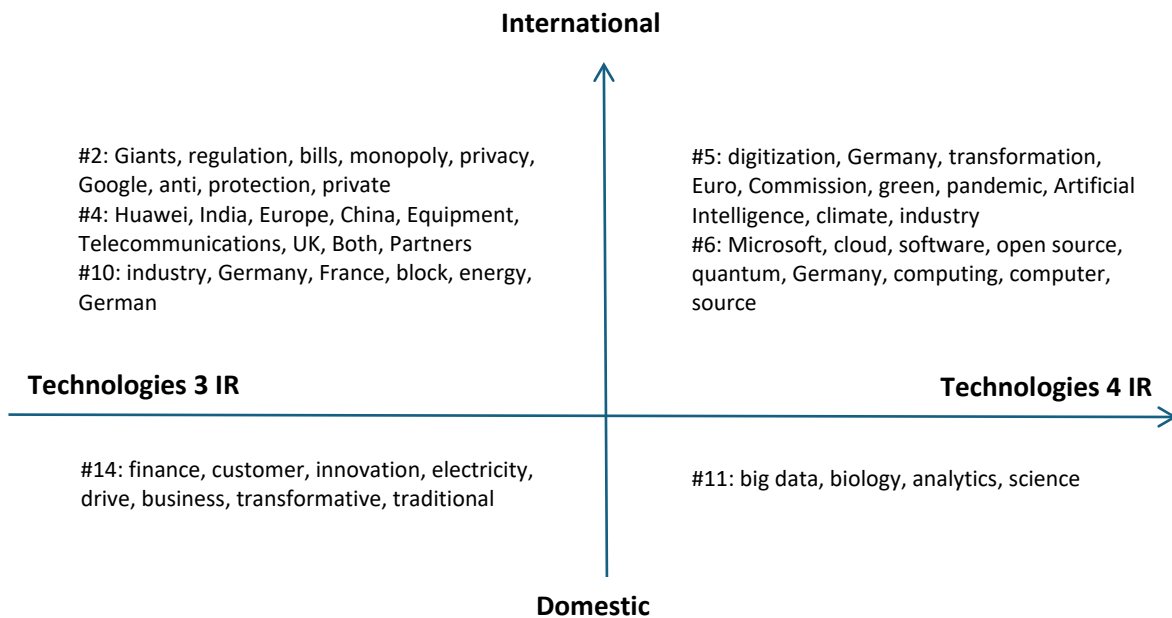 International
#2: Giants, regulation, bills, monopoly, privacy,
Google, anti, protection, private
#4: Huawei, India, Europe, China, Equipment,
Telecommunications, UK, Both, Partners
#10: industry, Germany, France, block, energy,
German
#5: digitization, Germany, transformation,
Euro, Commission, green, pandemic, Artificial
Intelligence, climate, industry
#6: Microsoft, cloud, software, open source,
quantum, Germany, computing, computer,
source
Technologies 3 IR
Technologies 4 IR
#14: finance, customer, innovation, electricity,
drive, business, transformative, traditional
#11: big data, biology, analytics, science
Domestic